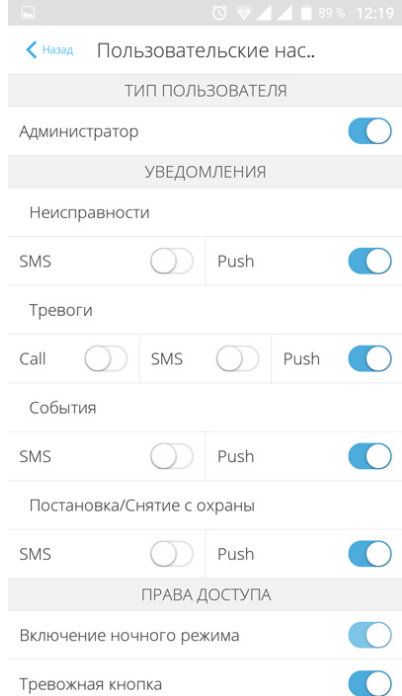 89 % 12:19
Назад Пользовательские нас..
ТИП ПОЛЬЗОВАТЕЛЯ
Администратор
УВЕДОМЛЕНИЯ
Неисправности
SMS Push
Тревоги
Call SMS Push
События
SMS Push
Постановка/Снятие с охраны
SMS Push
ПРАВА ДОСТУПА
Включение ночного режима
Тревожная кнопка